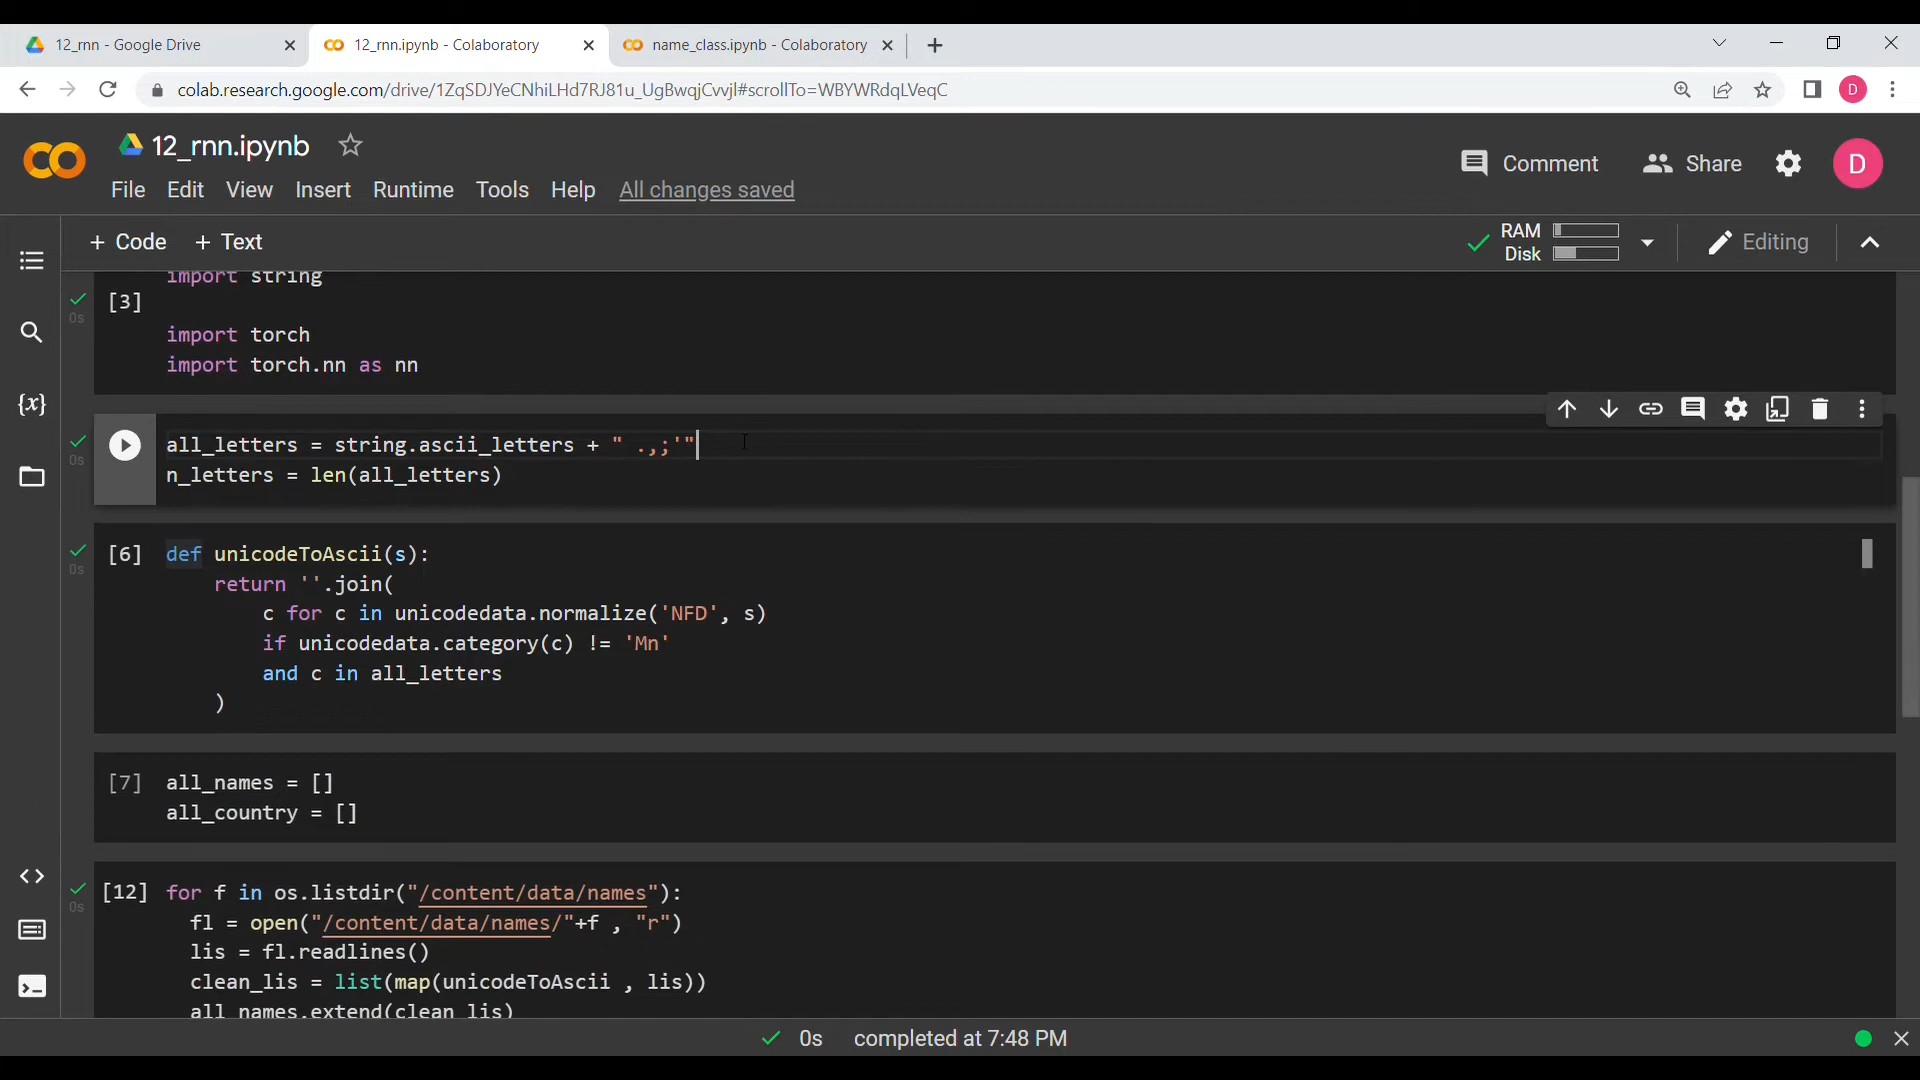 12_rnn - Google Drive
12_rnn.ipynb - Colaboratory
name_class.ipynb - Colaboratory
colab.research.google.com/drive/1ZqSDJYeCNhiLHd7RJ81u_UgBwqjCvvjl#scrollTo=WBYWRdqLVeqC
D
12_rnn.ipynb
Comment
Share
D
File Edit View Insert Runtime Tools Help All changes saved
+ Code + Text
RAM
Disk
Editing
import string
[3]
0s
import torch
import torch.nn as nn
{x}
all_letters = string.ascii_letters + " .,;'"
0s
n_letters = len(all_letters)
[6] def unicodeToAscii(s):
0s
return ''.join(
c for c in unicodedata.normalize('NFD', s)
if unicodedata.category(c) != 'Mn'
and c in all_letters
)
[7] all_names = []
all_country = []
[12] for f in os.listdir("/content/data/names"):
0s
fl = open("/content/data/names/"+f , "r")
lis = fl.readlines()
clean_lis = list(map(unicodeToAscii , lis))
all_names.extend(clean_lis)
0s completed at 7:48 PM